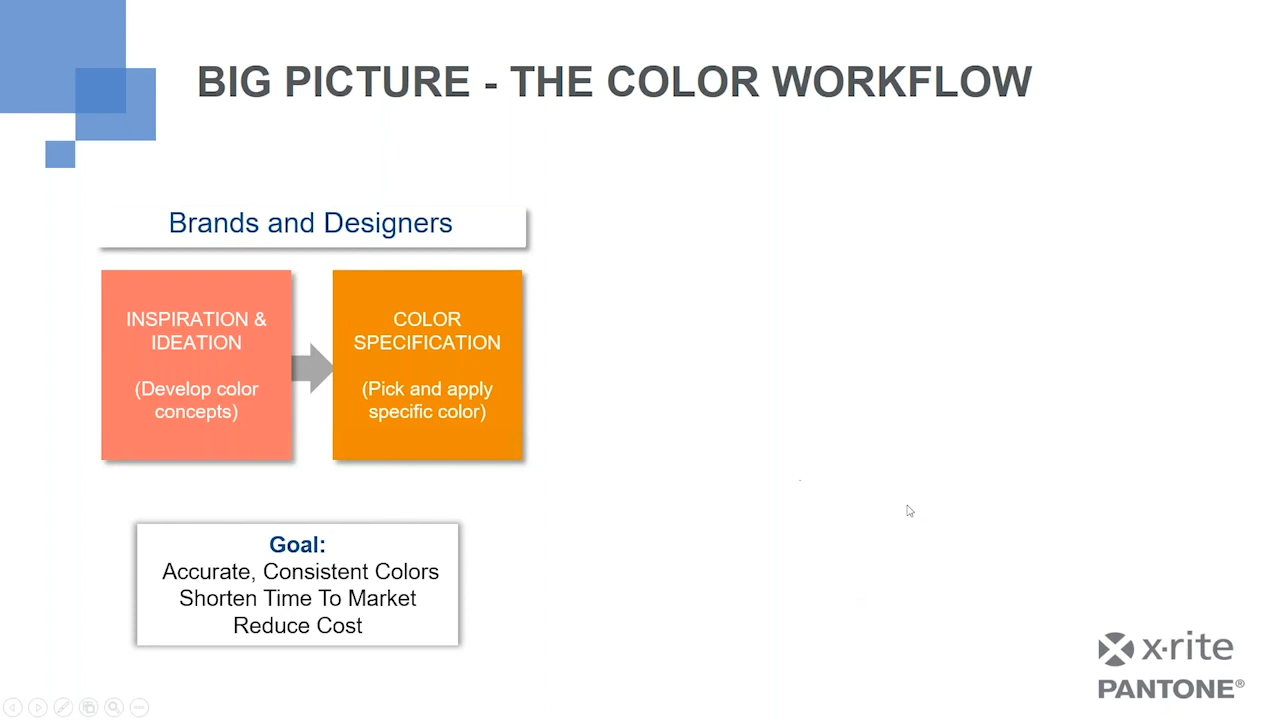 BIG PICTURE - THE COLOR WORKFLOW
Brands and Designers
INSPIRATION &
IDEATION
(Develop color
concepts)
COLOR
SPECIFICATION
(Pick and apply
specific color)
Goal:
Accurate, Consistent Colors
Shorten Time To Market
Reduce Cost
x·rite
PANTONE®